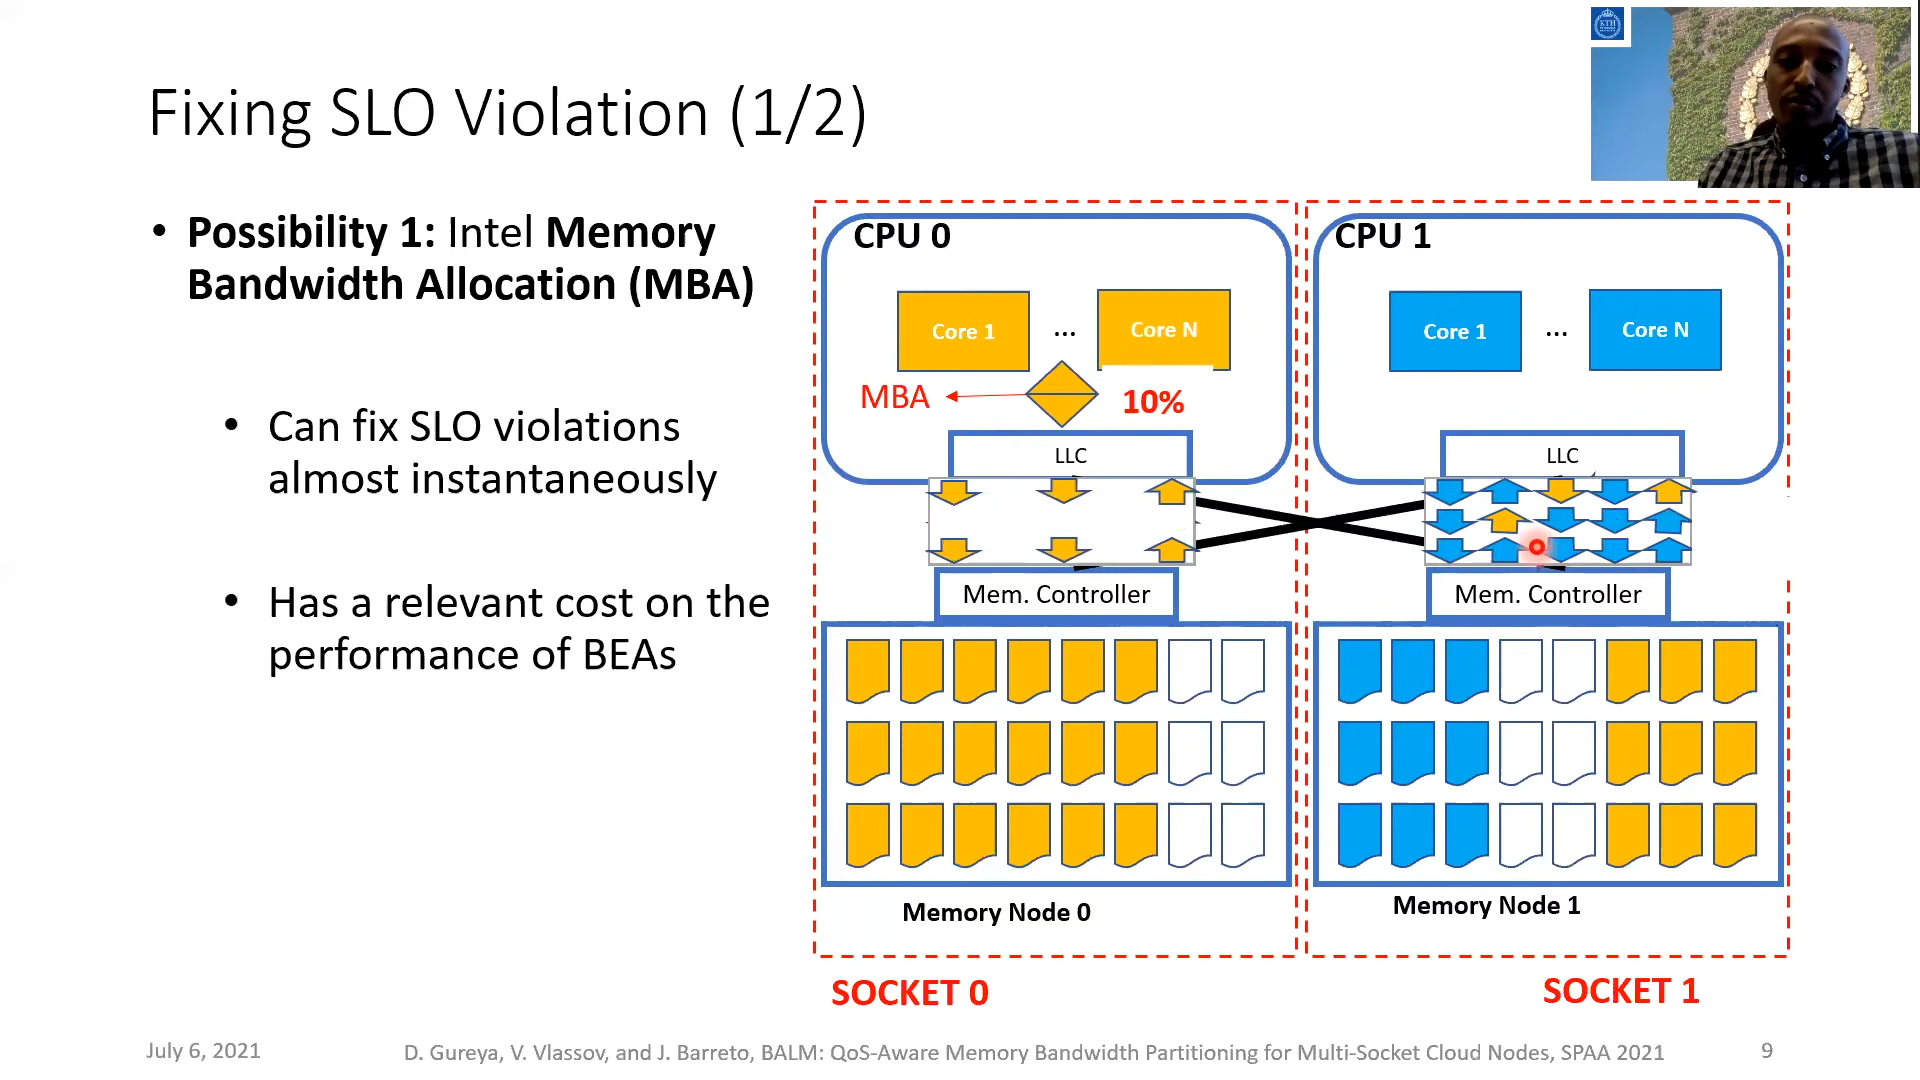 Fixing SLO Violation (1/2)
• Possibility 1: Intel Memory
Bandwidth Allocation (MBA)
• Can fix SLO violations
almost instantaneously
• Has a relevant cost on the
performance of BEAs
CPU 0
Core 1
...
Core N
MBA
10%
LLC
Mem. Controller
Memory Node 0
SOCKET 0
CPU 1
Core 1
...
Core N
LLC
Mem. Controller
Memory Node 1
SOCKET 1
July 6, 2021
D. Gureya, V. Vlassov, and J. Barreto, BALM: QoS-Aware Memory Bandwidth Partitioning for Multi-Socket Cloud Nodes, SPAA 2021
9
KTH